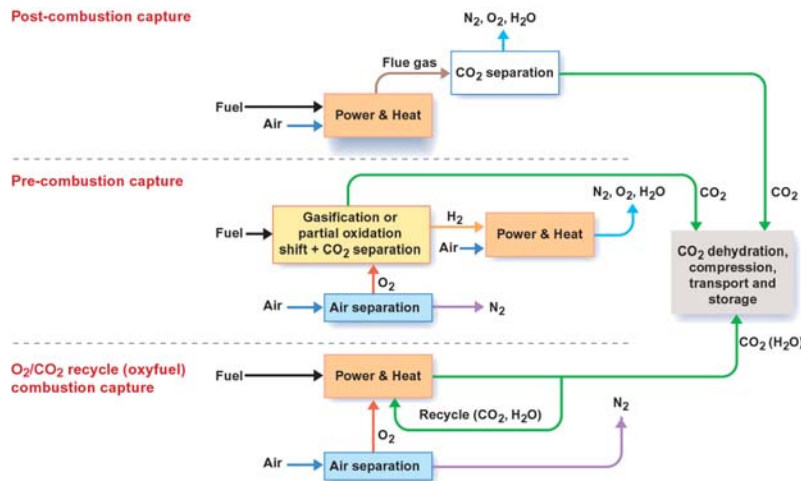 Post-combustion capture
N2, O2, H2O
Flue gas
CO2 separation
Fuel
Air
Power & Heat
Pre-combustion capture
N2, O2, H2O
CO2
CO2
Fuel
Gasification or
partial oxidation
shift + CO2 separation
H2
Air
Power & Heat
CO2 dehydration,
compression,
transport and
storage
O2
Air
Air separation
N2
CO2 (H2O)
O2/CO2 recycle (oxyfuel)
combustion capture
Fuel
Power & Heat
Recycle (CO2, H2O)
N2
O2
Air
Air separation